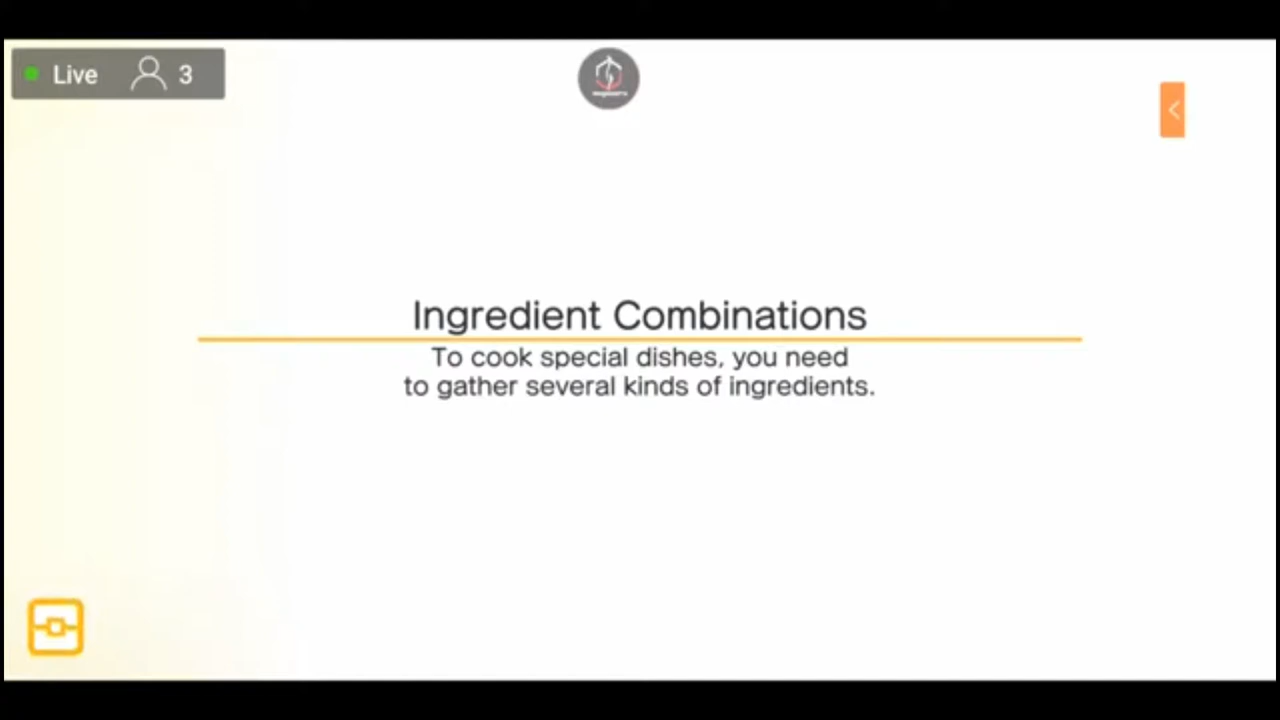 Live 3
Ingredient Combinations
To cook special dishes, you need
to gather several kinds of ingredients.